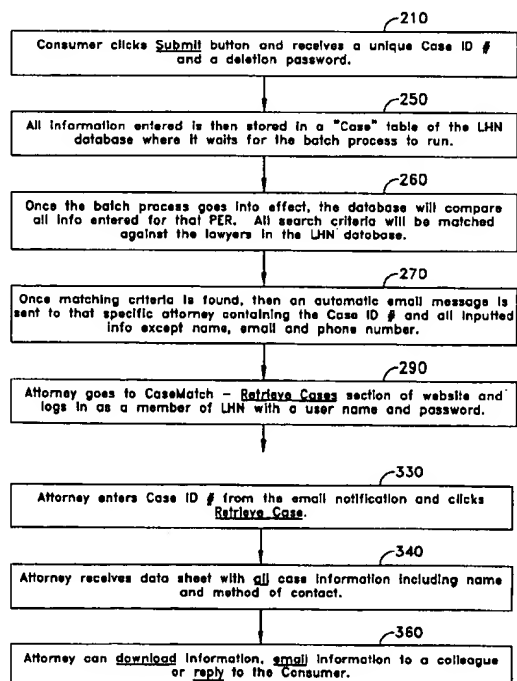 210
Consumer clicks Submit button and receives a unique Case ID #
and a deletion password.
250
All information entered is then stored in a "Case" table of the LHN
database where it waits for the batch process to run.
260
Once the batch process goes into effect, the database will compare
all info entered for that PER. All search criteria will be matched
against the lawyers in the LHN database.
270
Once matching criteria is found, then an automatic email message is
sent to that specific attorney containing the Case ID # and all inputted
info except name, email and phone number.
290
Attorney goes to CaseMatch – Retrieve Cases section of website and
logs in as a member of LHN with a user name and password.
330
Attorney enters Case ID # from the email notification and clicks
Retrieve Case.
340
Attorney receives data sheet with all case information including name
and method of contact.
360
Attorney can download information, email information to a colleague
or reply to the Consumer.